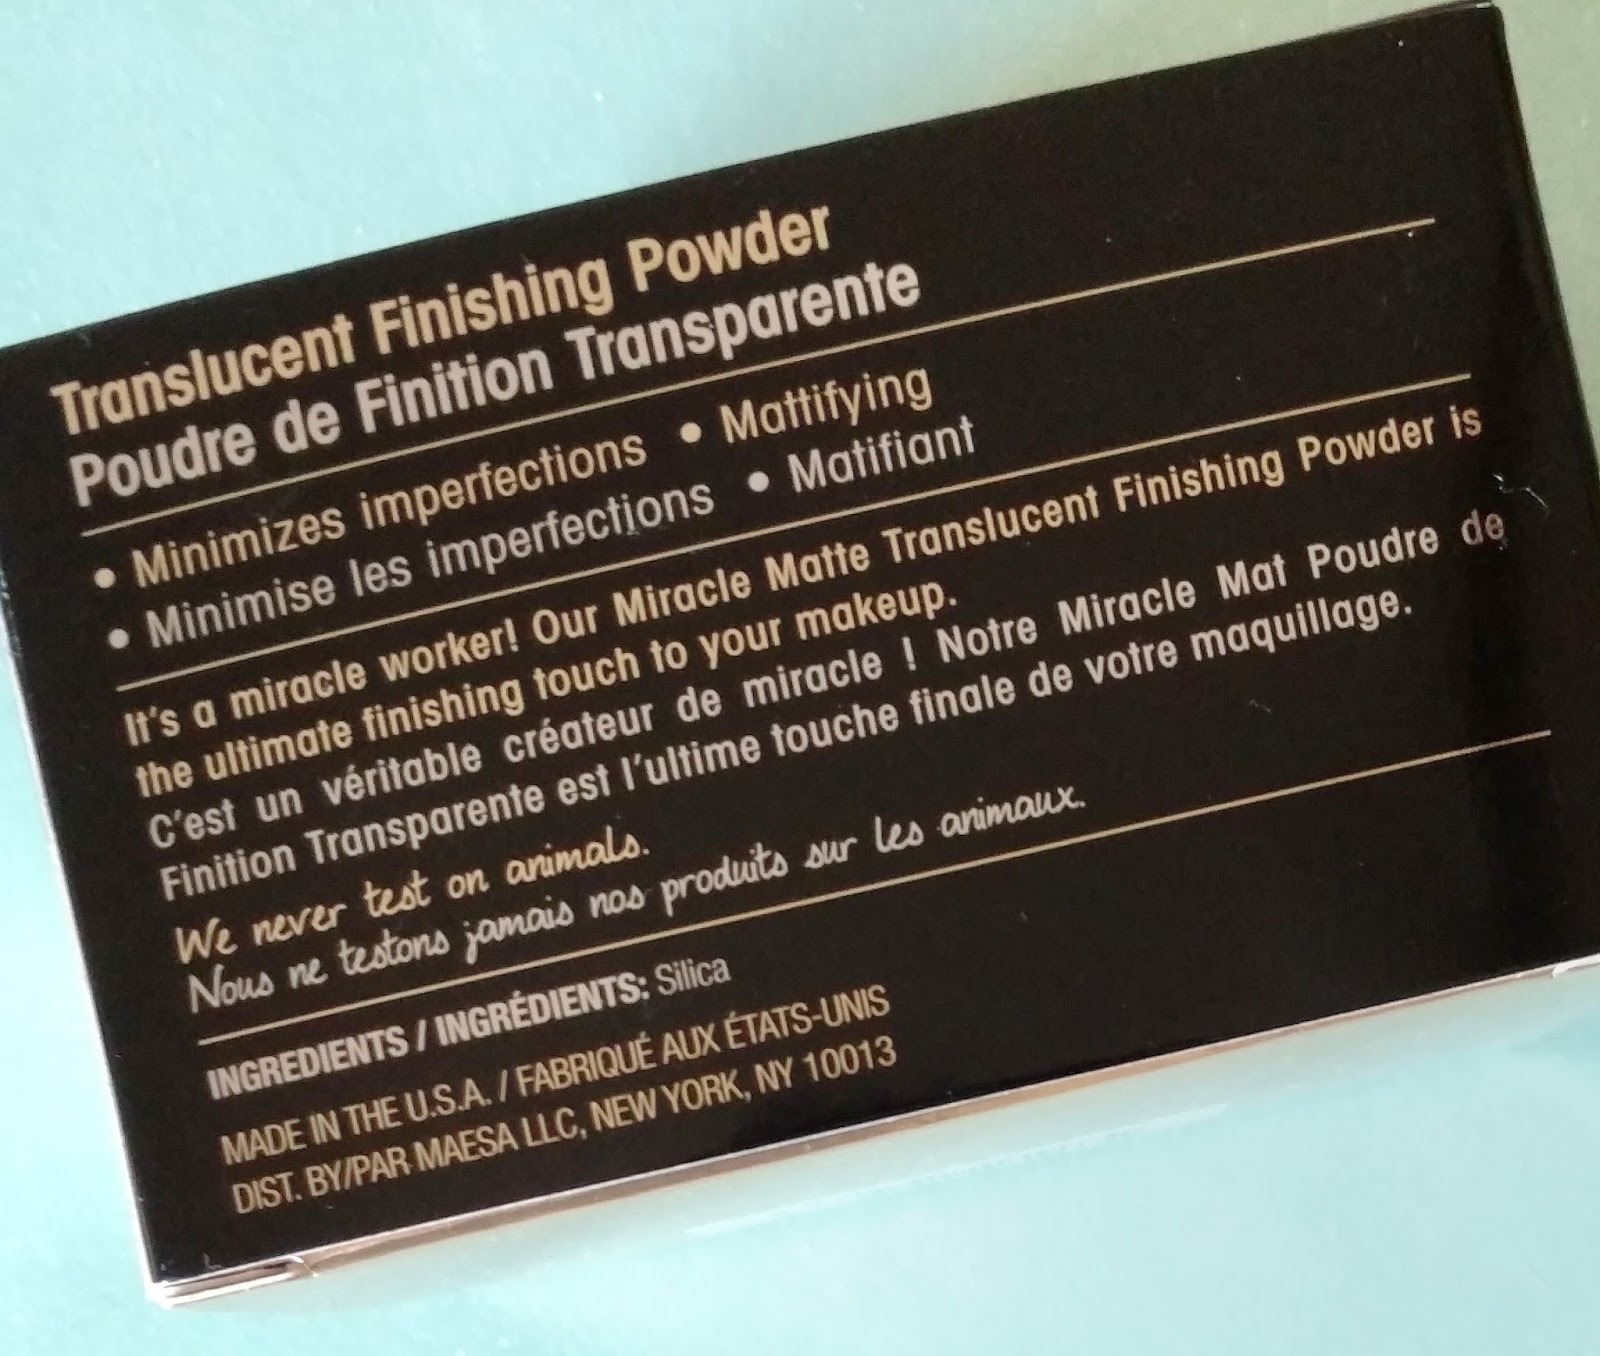 Translucent Finishing Powder
Poudre de Finition Transparente
• Minimizes imperfections • Mattifying
• Minimise les imperfections • Matifiant
It's a miracle worker! Our Miracle Matte Translucent Finishing Powder is
the ultimate finishing touch to your makeup.
C'est un véritable créateur de miracle ! Notre Miracle Mat Poudre de
Finition Transparente est l'ultime touche finale de votre maquillage.
We never test on animals.
Nous ne testons jamais nos produits sur les animaux.
INGREDIENTS / INGRÉDIENTS: Silica
MADE IN THE U.S.A. / FABRIQUÉ AUX ÉTATS-UNIS
DIST. BY/PAR MAESA LLC, NEW YORK, NY 10013